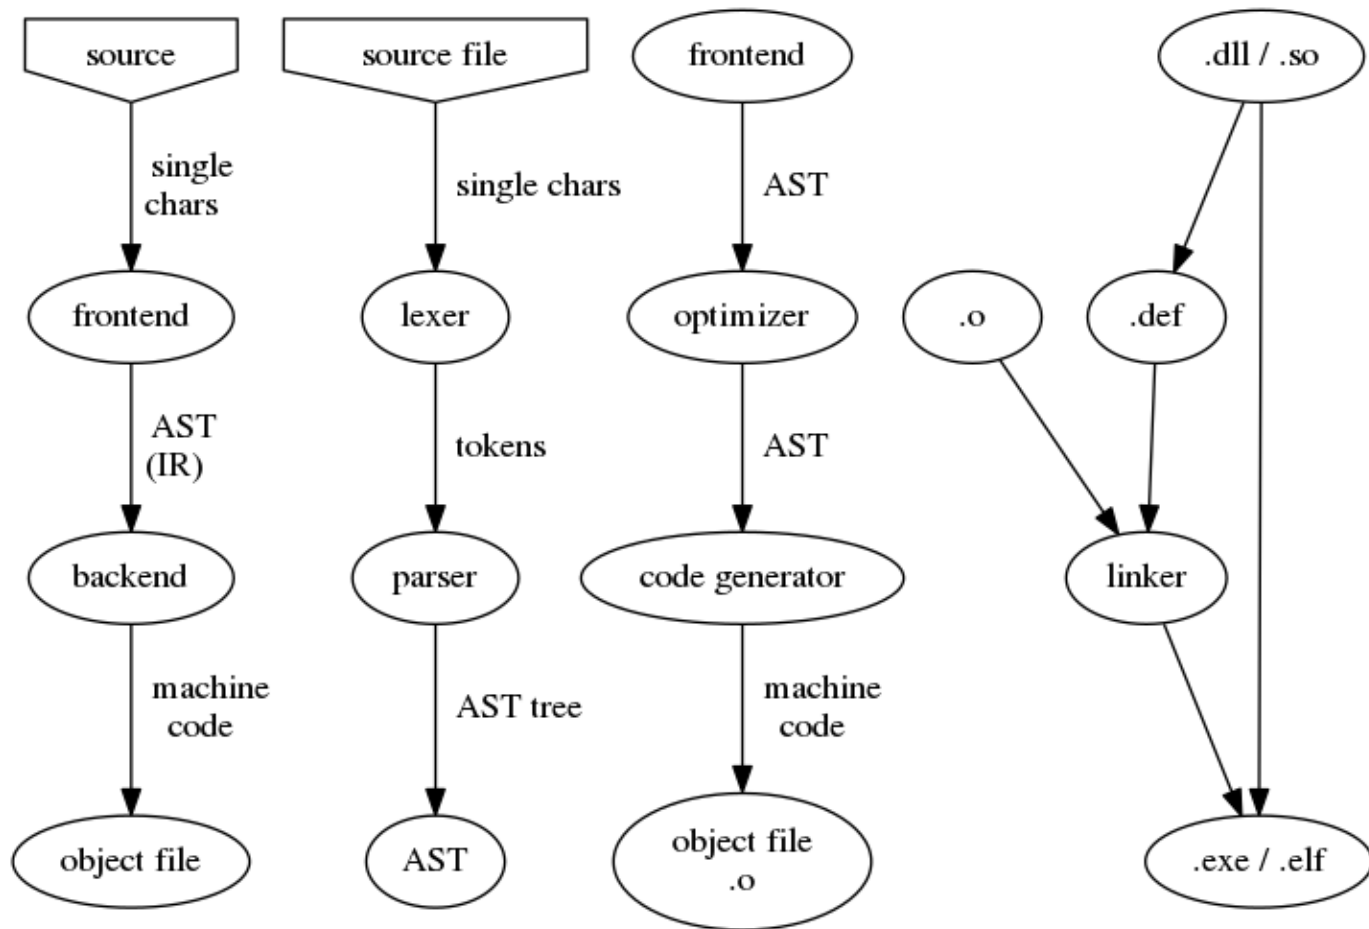 source
single
chars
frontend
AST
(IR)
backend
machine
code
object file
source file
single chars
lexer
tokens
parser
AST tree
AST
frontend
AST
optimizer
AST
code generator
machine
code
object file
.o
.dll / .so
.o
.def
linker
.exe / .elf